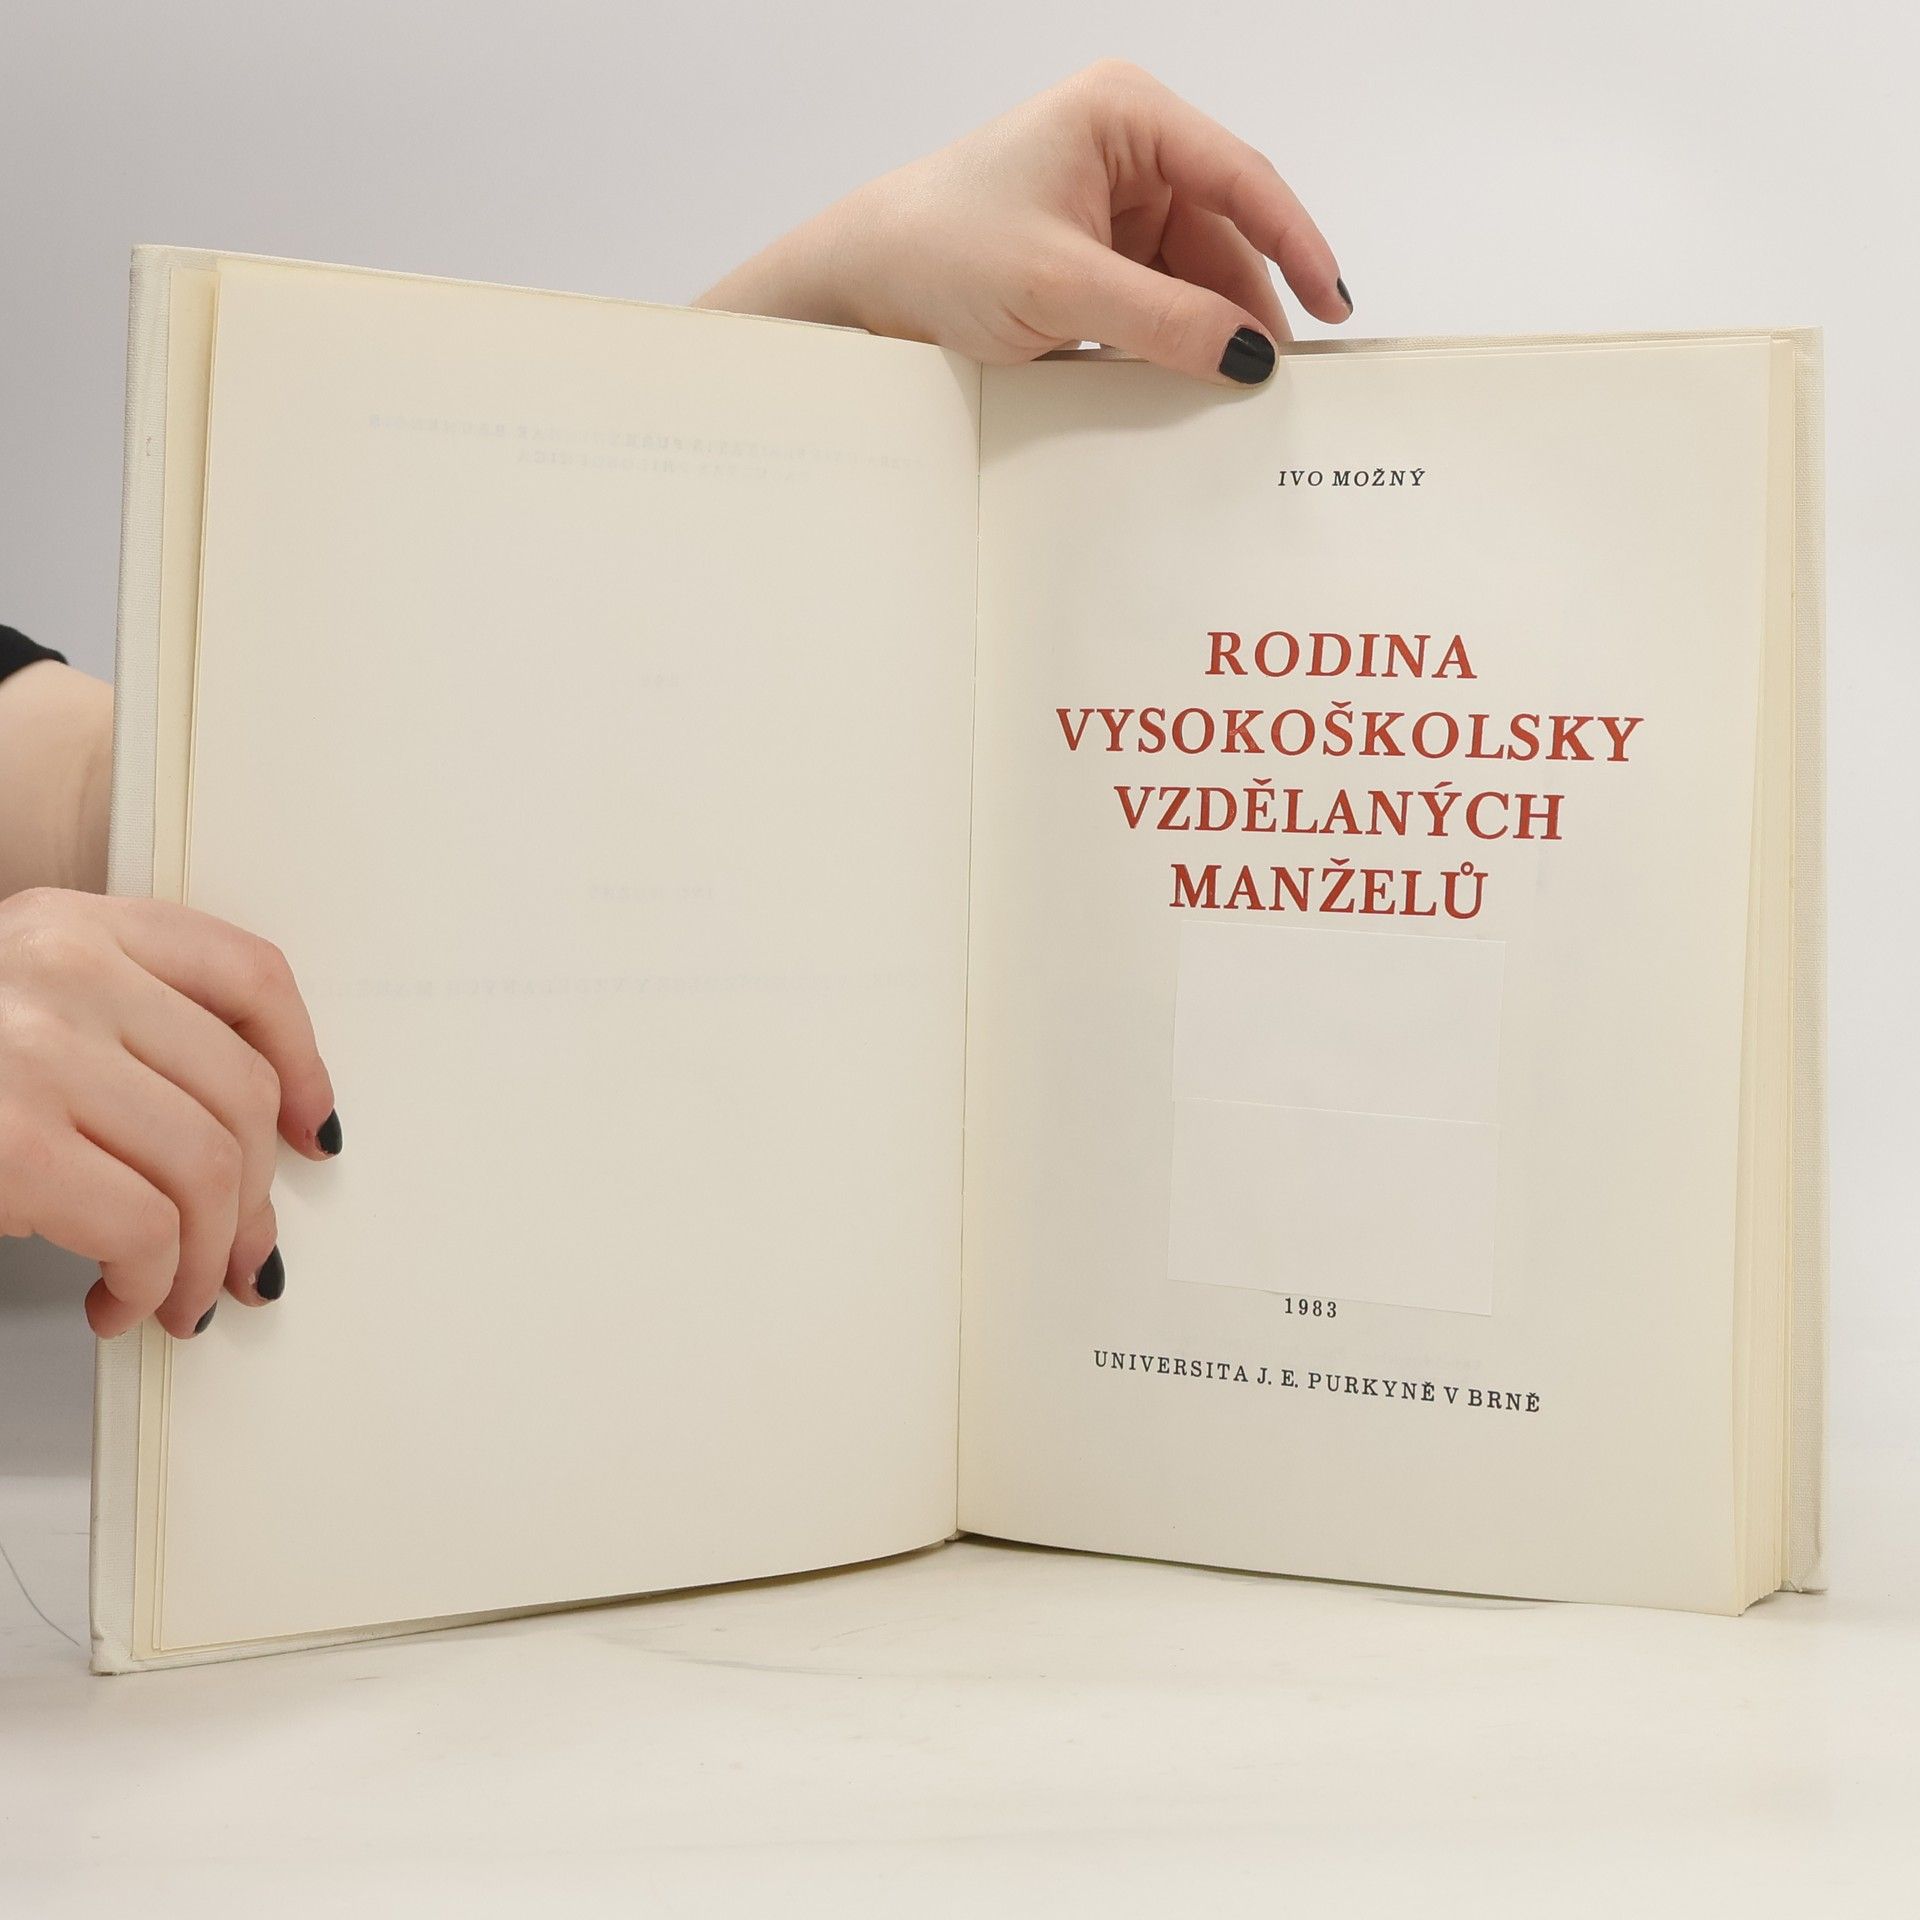 IVO MOŽNÝ
RODINA
VYSOKOŠKOLSKY
VZDĚLANÝCH
MANŽELŮ
1983
UNIVERSITA J. E. PURKYNĚ V BRNĚ